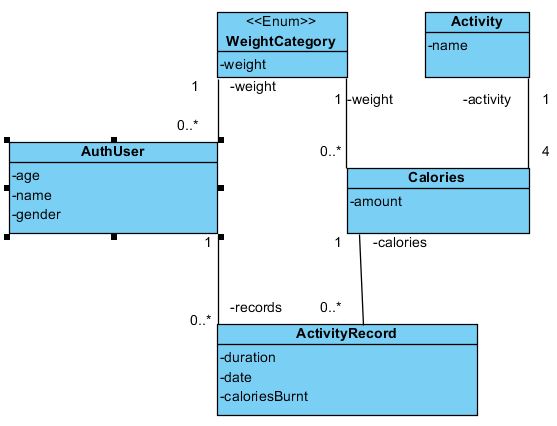 <<Enum>>
WeightCategory
-weight
Activity
-name
1
-weight
1
-weight
-activity
1
0..*
0..*
4
AuthUser
-age
-name
-gender
Calories
-amount
1
1
-calories
0..*
-records
0..*
ActivityRecord
-duration
-date
-caloriesBurnt